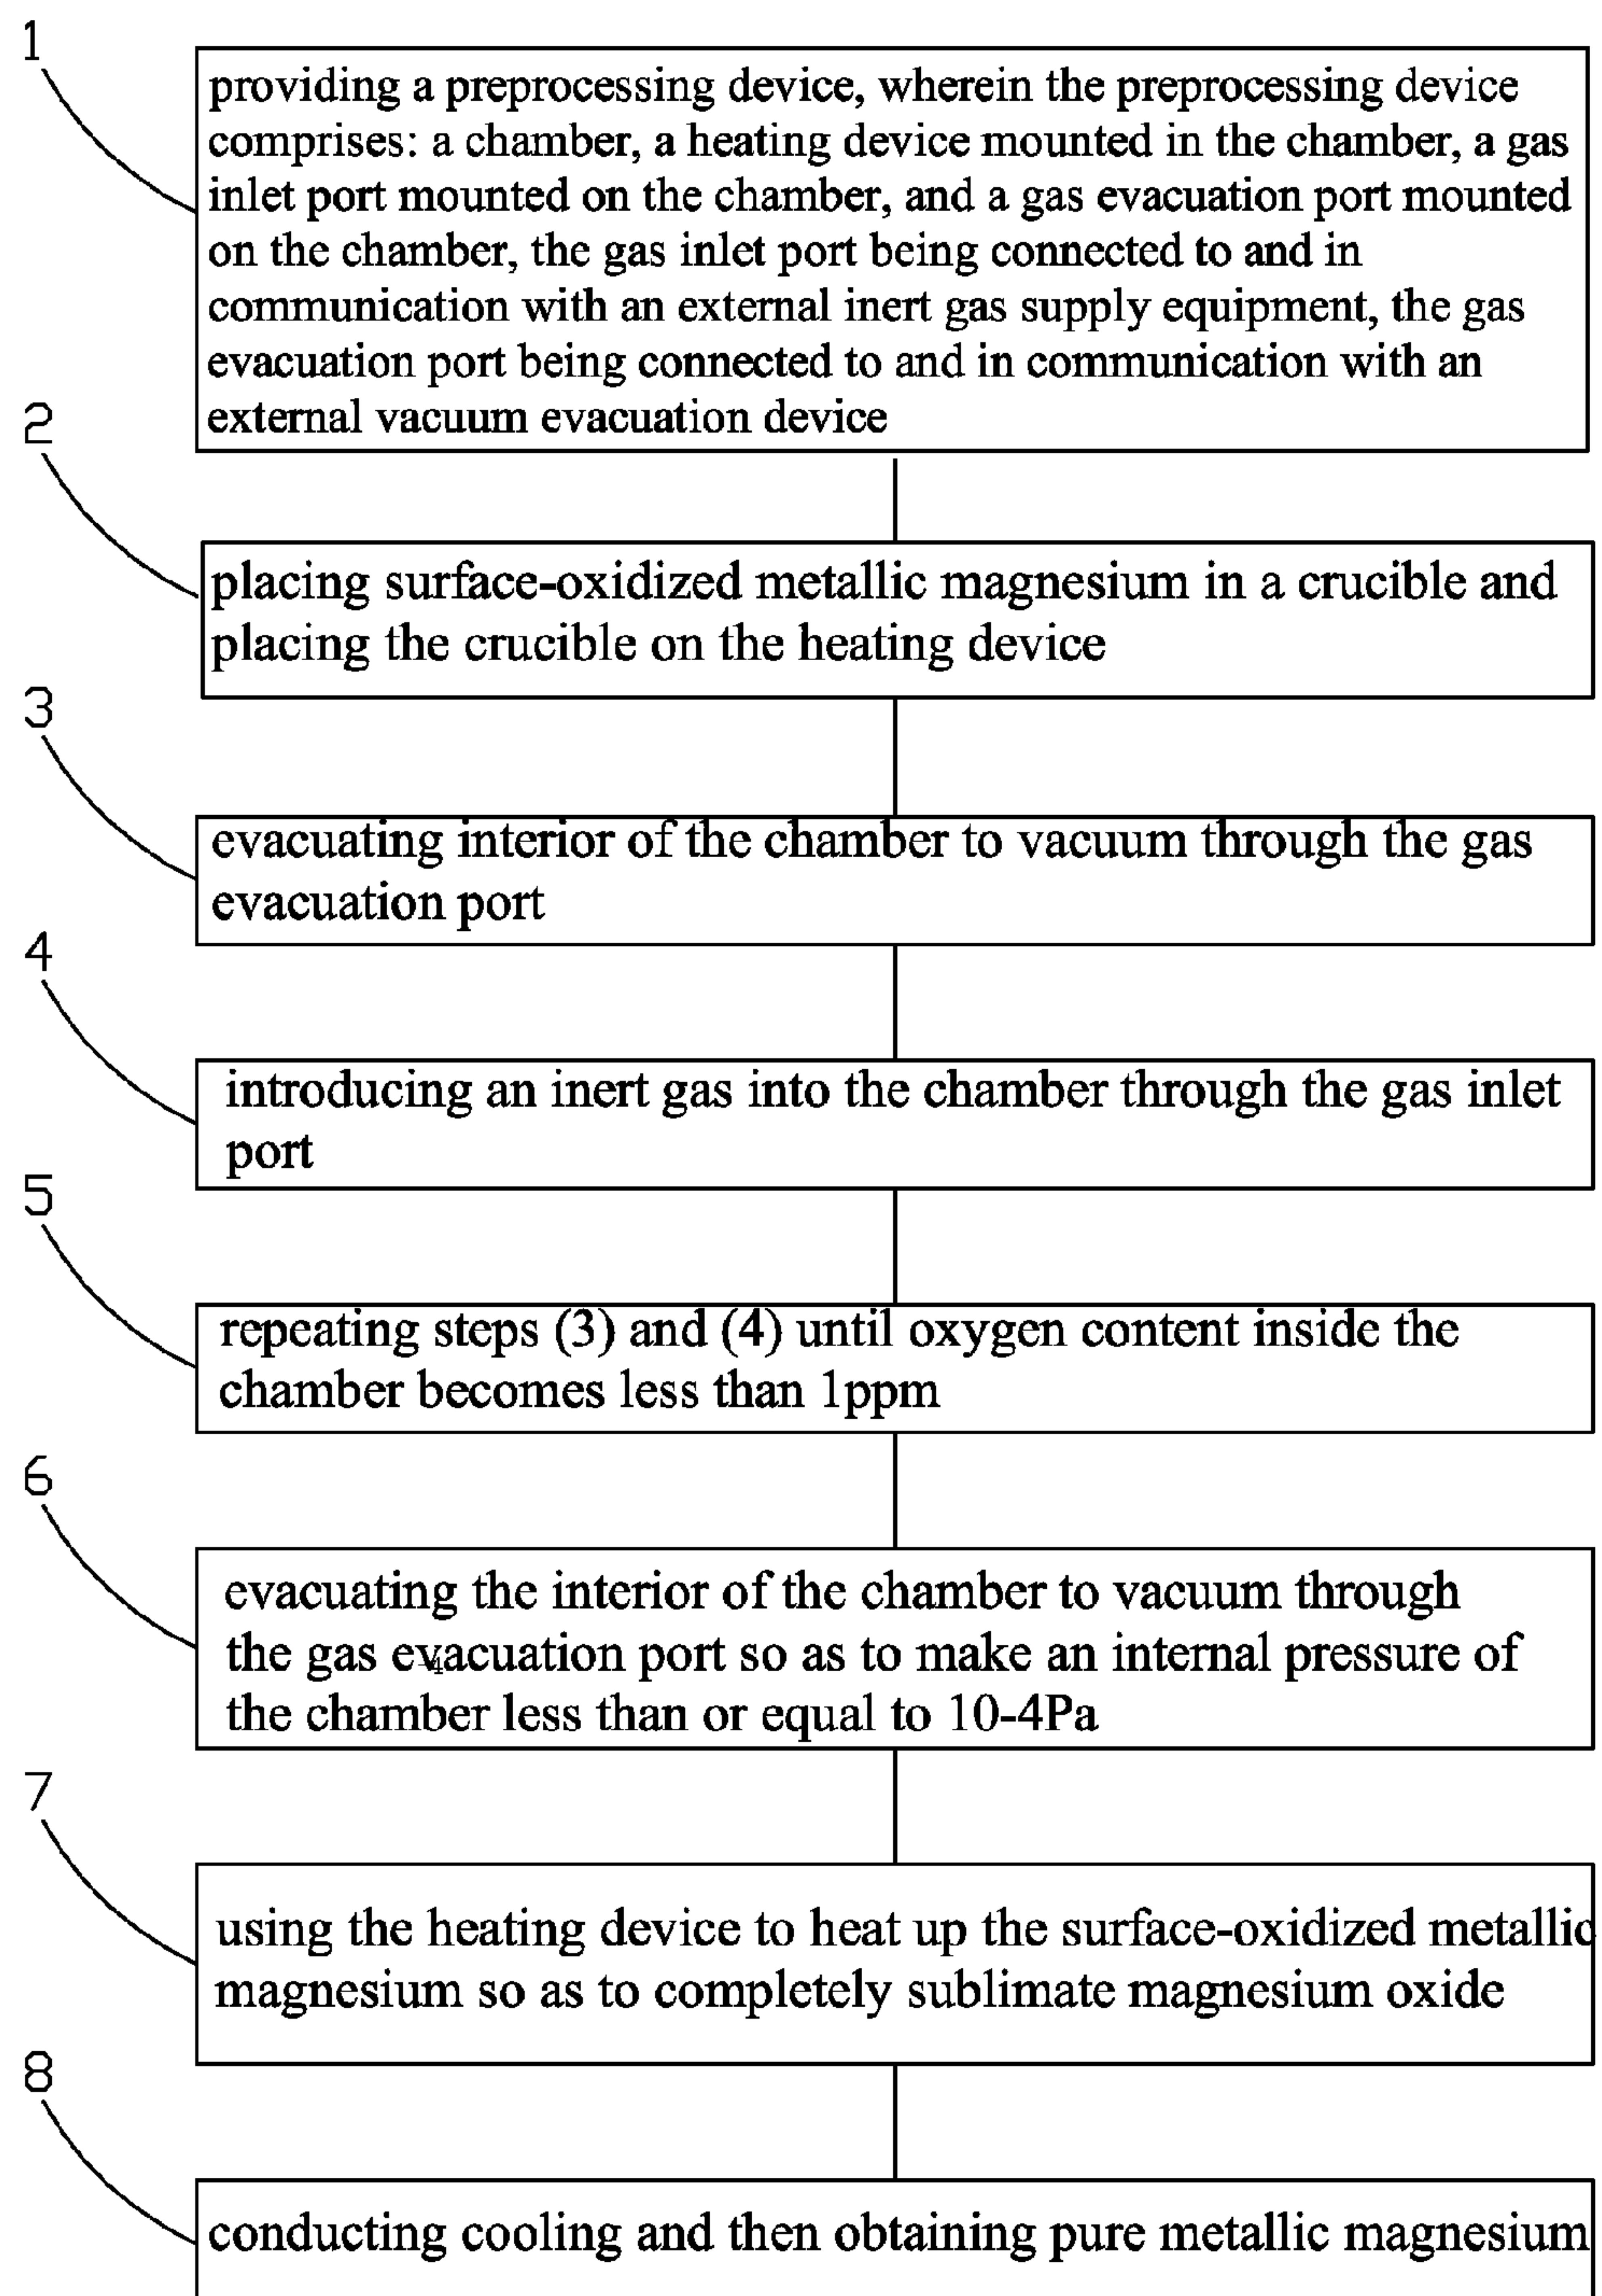 1
providing a preprocessing device, wherein the preprocessing device
comprises: a chamber, a heating device mounted in the chamber, a gas
inlet port mounted on the chamber, and a gas evacuation port mounted
on the chamber, the gas inlet port being connected to and in
communication with an external inert gas supply equipment, the gas
evacuation port being connected to and in communication with an
external vacuum evacuation device
2
placing surface-oxidized metallic magnesium in a crucible and
placing the crucible on the heating device
3
evacuating interior of the chamber to vacuum through the gas
evacuation port
4
introducing an inert gas into the chamber through the gas inlet
port
5
repeating steps (3) and (4) until oxygen content inside the
chamber becomes less than 1ppm
6
evacuating the interior of the chamber to vacuum through
the gas evacuation port so as to make an internal pressure of
-4
the chamber less than or equal to 10-4Pa
7
using the heating device to heat up the surface-oxidized metallic
magnesium so as to completely sublimate magnesium oxide
8
conducting cooling and then obtaining pure metallic magnesium